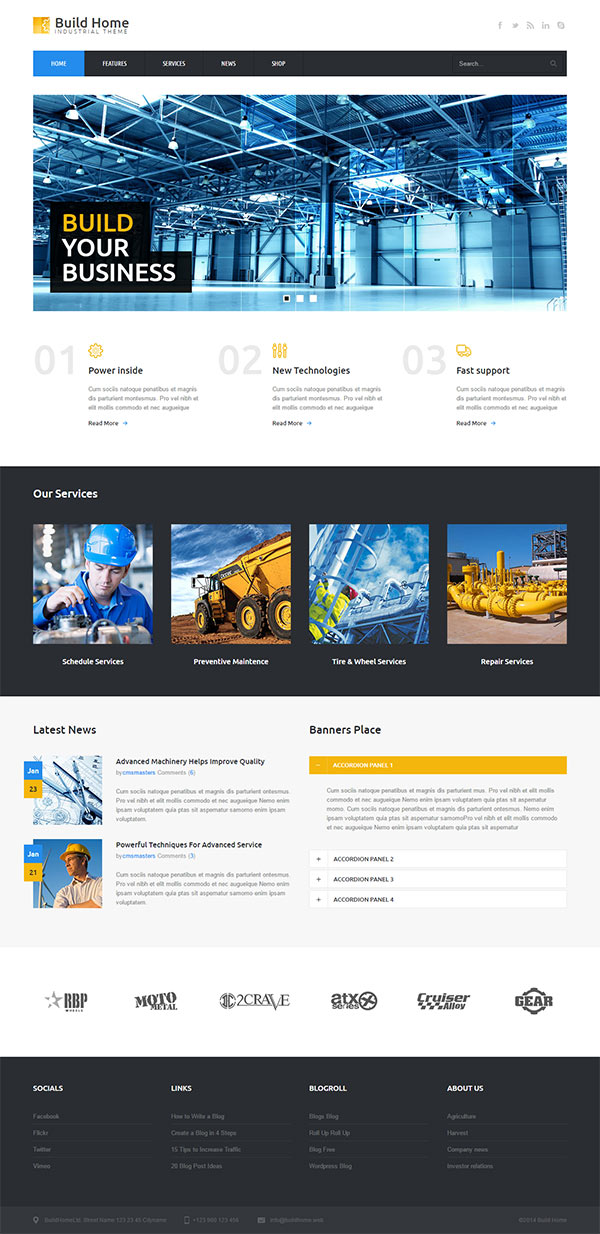 Build Home
INDUSTRIAL THEME
HOME
FEATURES
SERVICES
NEWS
SHOP
Search...
BUILD
YOUR
BUSINESS
01
Power inside
Cum sociis natoque penatibus et magnis
dis parturient montesmus. Pro vel nibh et
elit mollis commodo et nec augueique
Read More
02
New Technologies
Cum sociis natoque penatibus et magnis
dis parturient montesmus. Pro vel nibh et
elit mollis commodo et nec augueique
Read More
03
Fast support
Cum sociis natoque penatibus et magnis
dis parturient montesmus. Pro vel nibh et
elit mollis commodo et nec augueique
Read More
Our Services
Schedule Services
Preventive Maintence
Tire & Wheel Services
Repair Services
Latest News
Jan
23
Advanced Machinery Helps Improve Quality
by cmsmasters Comments (6)
Cum sociis natoque penatibus et magnis dis parturient ontesmus.
Pro vel nibh et elit mollis commodo et nec augueique Nemo enim
ipsam voluptatem quia ptas sit aspernatur samomo enim ipsam
voluptatem.
Jan
21
Powerful Techniques For Advanced Service
by cmsmasters Comments (3)
Cum sociis natoque penatibus et magnis dis parturient ontesmus.
Pro vel nibh et elit mollis commodo et nec augueique Nemo enim
ipsam voluptatem quia ptas sit aspernatur samomo enim ipsam
voluptatem.
Banners Place
ACCORDION PANEL 1
Cum sociis natoque penatibus et magnis dis parturient mus. Pro vel nibh et elit mollis
commodo et nec augueique Nemo enim ipsam voluptatem quia ptas sit aspernatur
momo. Cum sociis natoque penatibus et magnis dis parturient ontesmus. Nemo enim
ipsam voluptatem quia ptas sit aspernatur samomoPro vel nibh et elit mollis commodo
et nec augueique Nemo enim ipsam voluptatem quia ptas sit aspernatur
ACCORDION PANEL 2
ACCORDION PANEL 3
ACCORDION PANEL 4
RBP
WHEELS
MOTO
METAL
2CRAVE
atx
series
Cruiser
Alloy
GEAR
SOCIALS
Facebook
Flickr
Twitter
Vimeo
LINKS
How to Write a Blog
Create a Blog in 4 Steps
15 Tips to Increase Traffic
20 Blog Post Ideas
BLOGROLL
Blogs Blog
Roll Up Roll Up
Blog Free
Wordpress Blog
ABOUT US
Agriculture
Harvest
Company news
Investor relations
BuildHomeLtd. Street Name 123 23 45 Cityname
+123 980 123 456
info@buildhome.web
©2014 Build Home